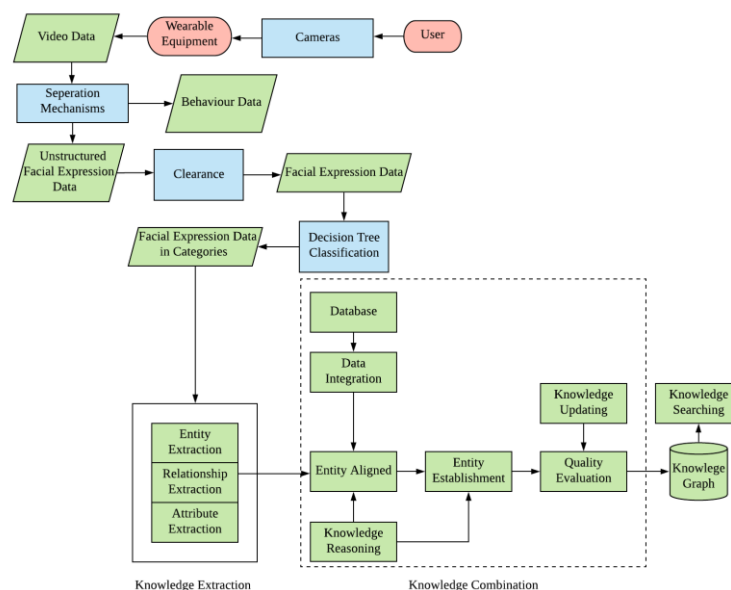 Video Data
Wearable
Equipment
Cameras
User
Seperation
Mechanisms
Behaviour Data
Unstructured
Facial Expression
Data
Clearance
Facial Expression Data
Facial Expression Data
in Categories
Decision Tree
Classification
Database
Data
Integration
Knowledge
Updating
Knowledge
Searching
Entity
Extraction
Relationship
Extraction
Attribute
Extraction
Entity Aligned
Entity
Establishment
Quality
Evaluation
Knowlege
Graph
Knowledge
Reasoning
Knowledge Extraction
Knowledge Combination